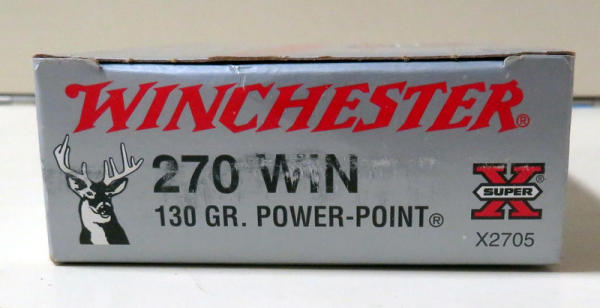 WINCHESTER®
270 WIN
130 GR. POWER-POINT®
SUPER X®
X2705